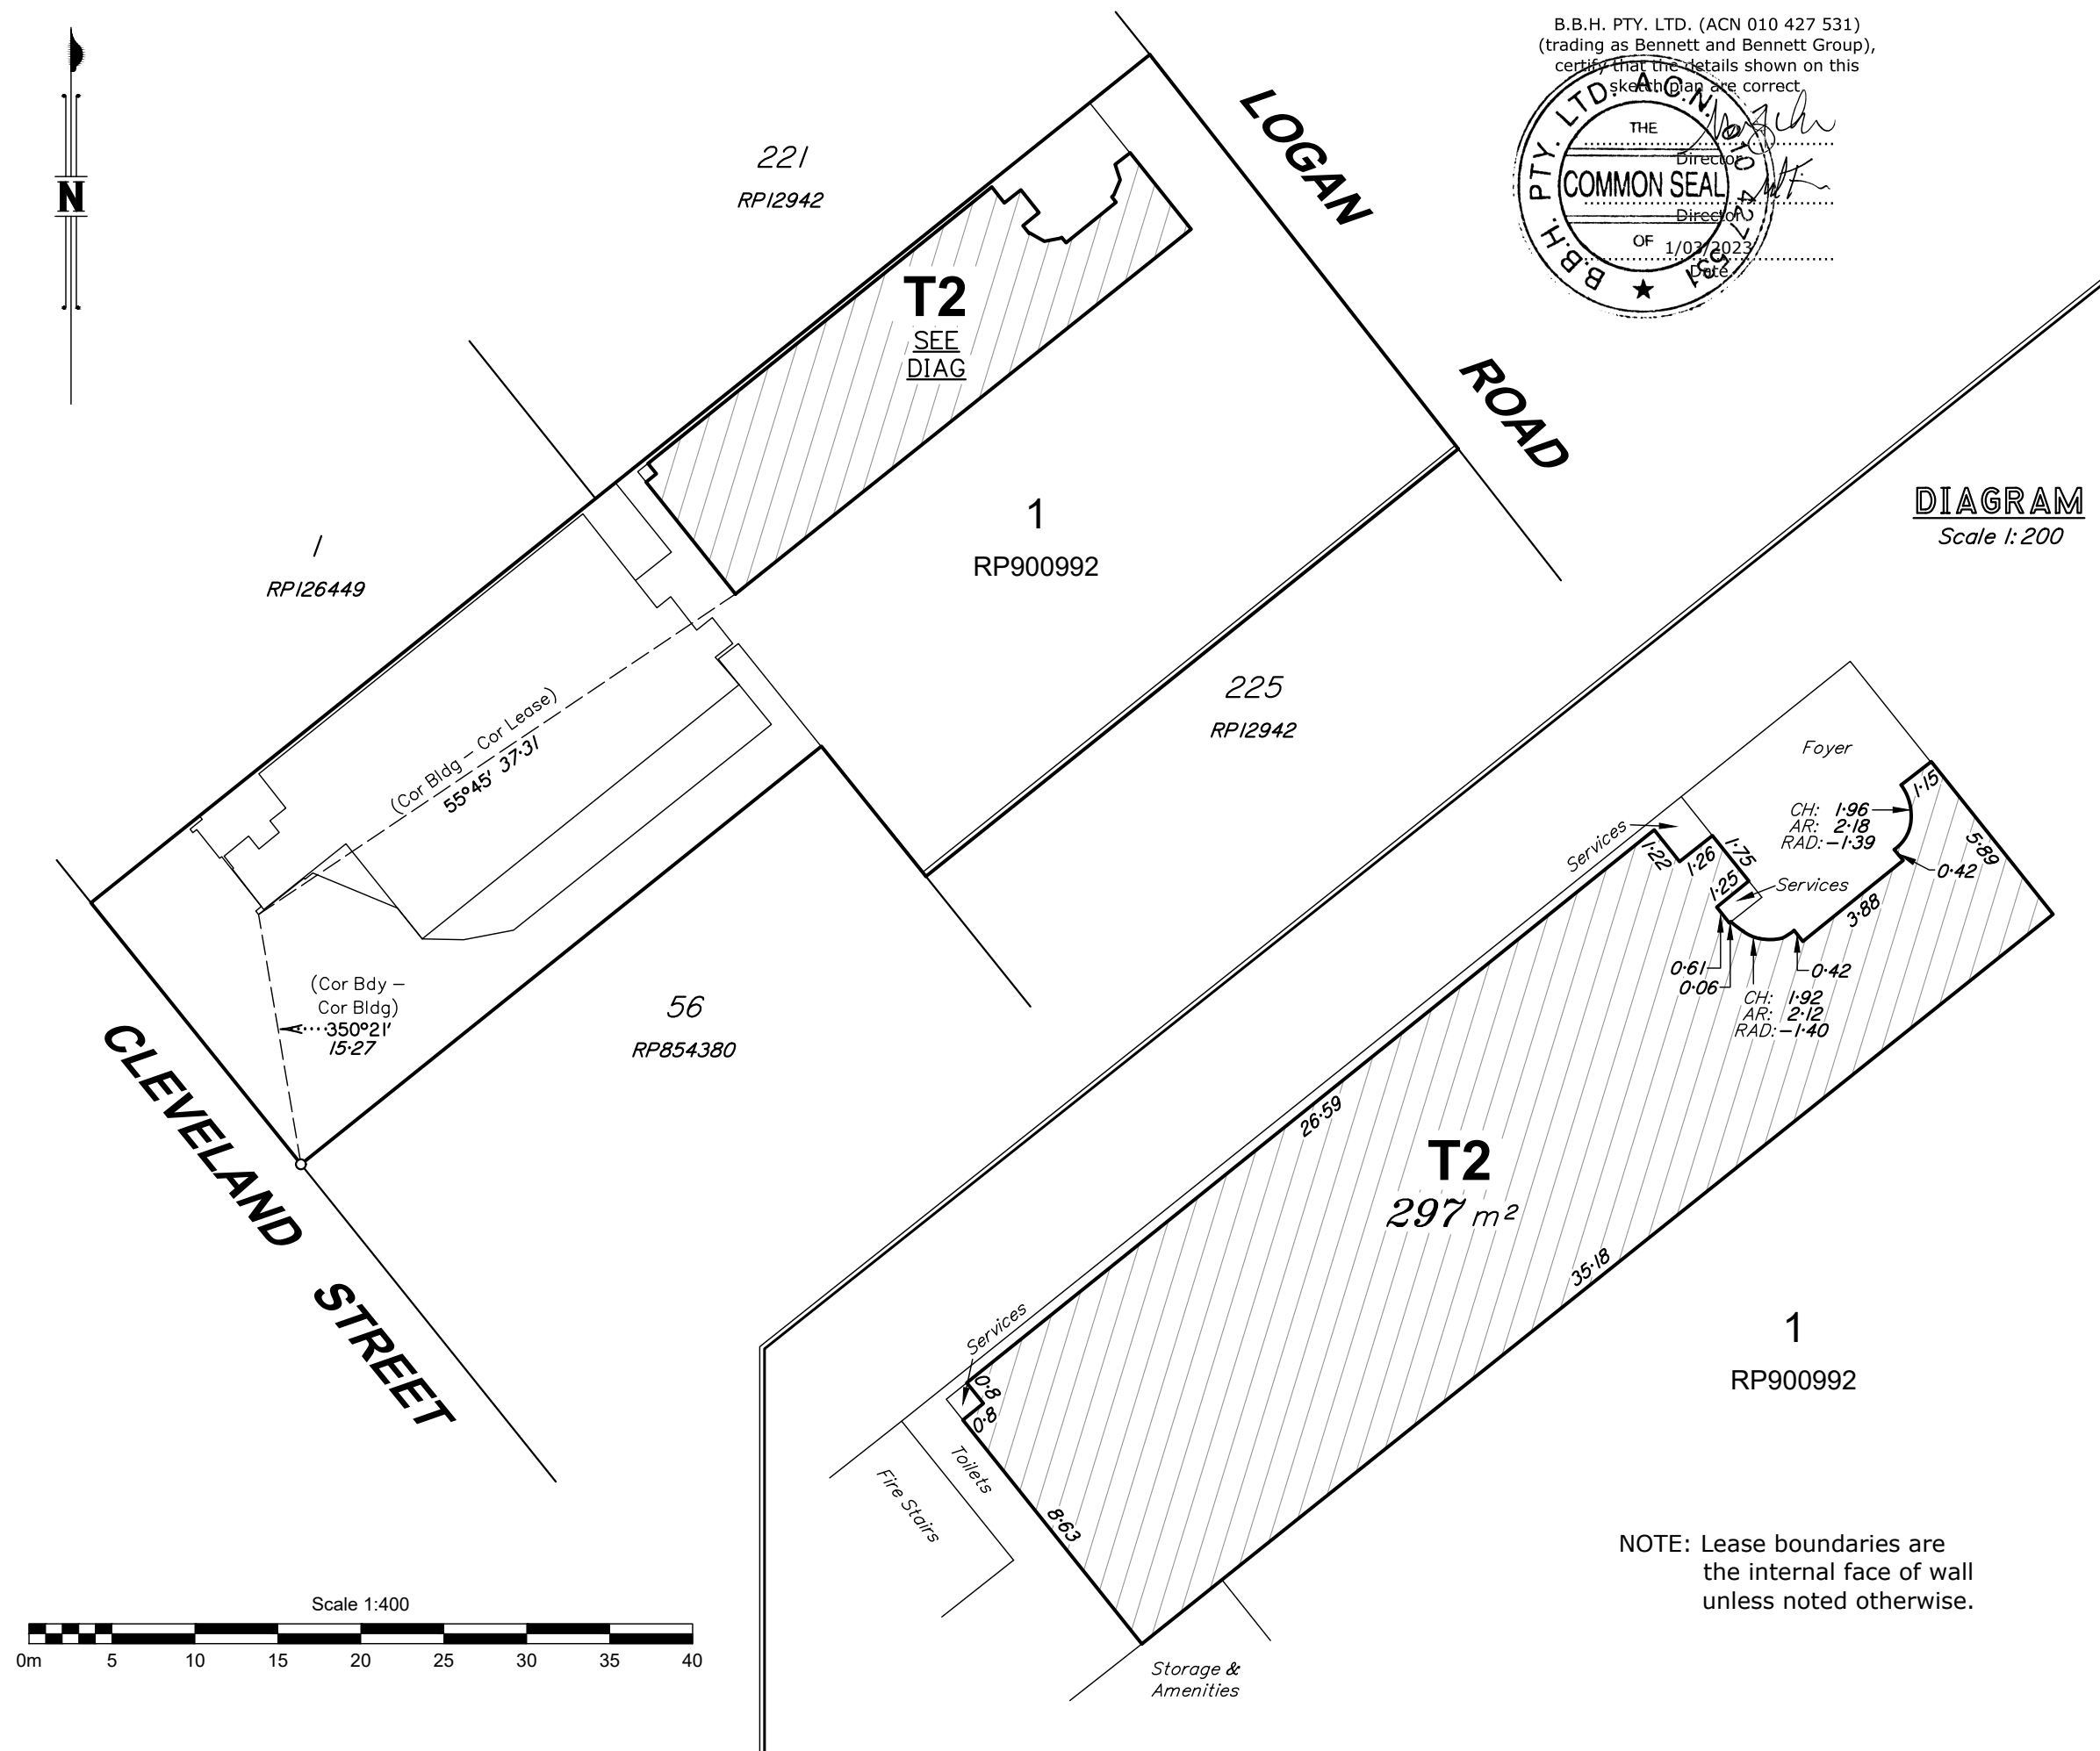 B.B.H. PTY. LTD. (ACN 010 427 531)
(trading as Bennett and Bennett Group),
certify that the details shown on this
sketch plan are correct.
B.B.H. PTY. LTD. A.C.N. 010 427 531
THE
COMMON SEAL
OF
Director
Director
1/03/2023
Date
N
LOGAN
ROAD
221
RP12942
T2
SEE
DIAG
1
RP126449
1
RP900992
225
RP12942
(Cor Bldg - Cor Lease)
55°45' 37·31
(Cor Bdy –
Cor Bldg)
350°21'
15·27
56
RP854380
CLEVELAND
STREET
DIAGRAM
Scale 1:200
Foyer
CH: 1·96
AR: 2·18
RAD:–1·39
1·15
5·89
0·42
Services
1·22
1·26
1·75
1·25
Services
3·88
0·61
0·06
0·42
CH: 1·92
AR: 2·12
RAD:–1·40
26·59
T2
297 m²
35·18
1
RP900992
Services
0·8
0·8
Toilets
Fire Stairs
8·63
Storage &
Amenities
NOTE: Lease boundaries are
the internal face of wall
unless noted otherwise.
Scale 1:400
0m 5 10 15 20 25 30 35 40